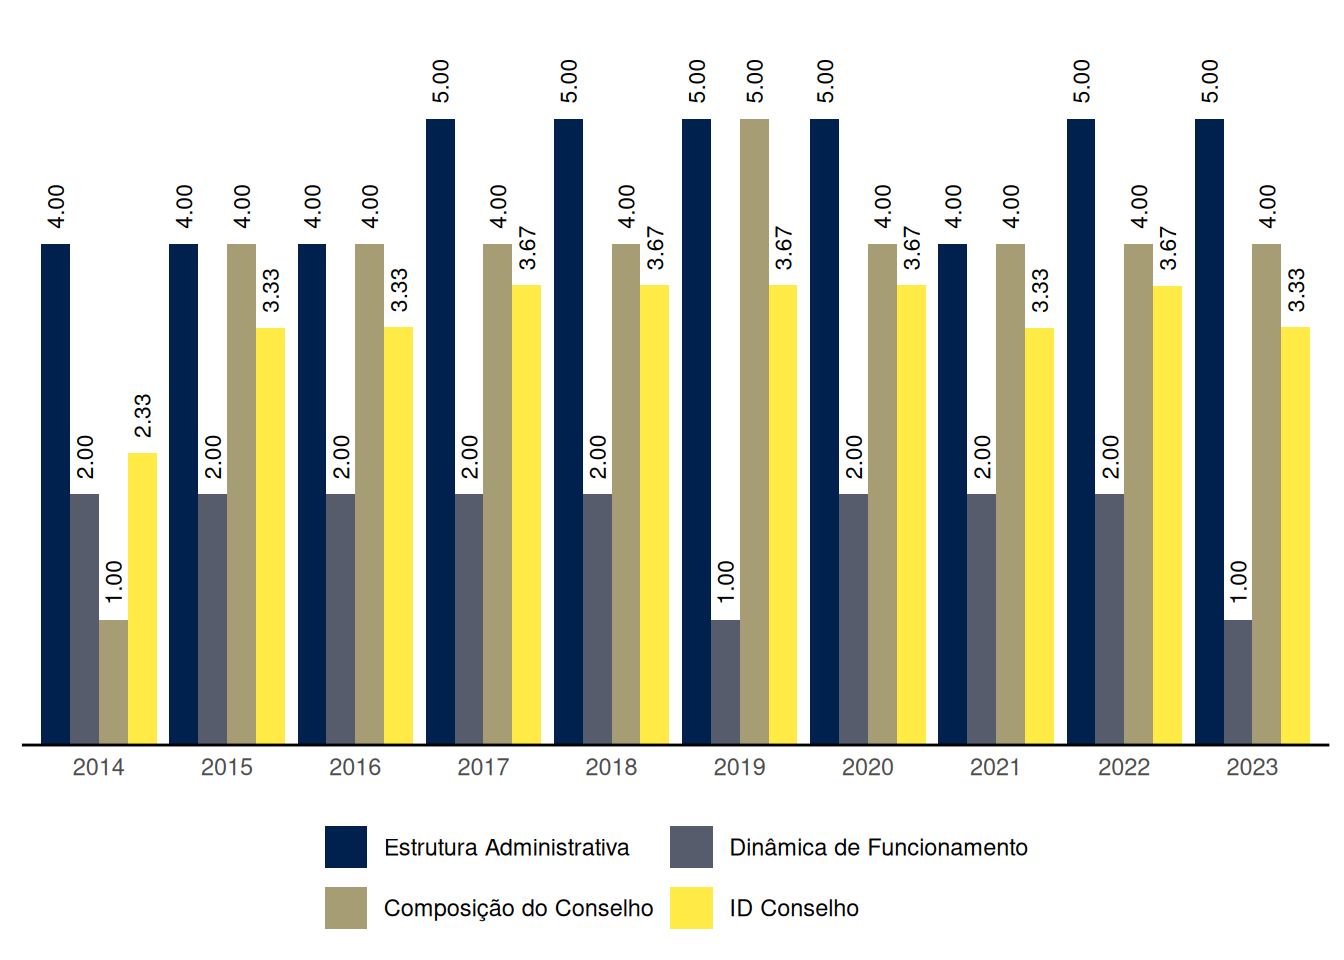 5.00 5.00 5.00 5.00 5.00 5.00 5.00
4.00 4.00 4.00 4.00 4.00 4.00 4.00 4.00 4.00 4.00 4.00 4.00
3.67 3.67 3.67 3.67 3.67
3.33 3.33 3.33 3.33
2.33
2.00 2.00 2.00 2.00 2.00 2.00 2.00 2.00
1.00 1.00 1.00
2014 2015 2016 2017 2018 2019 2020 2021 2022 2023
Estrutura Administrativa Dinâmica de Funcionamento
Composição do Conselho ID Conselho